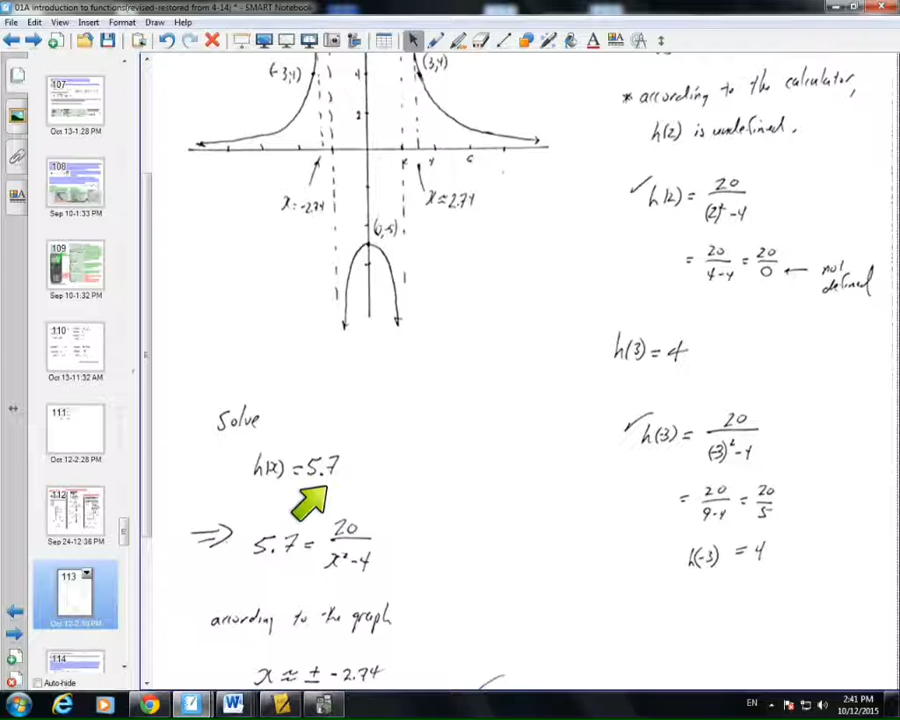 01A introduction to functions(revised-restored from 4-14) * - SMART Notebook
File Edit View Insert Format Draw Help
107
Oct 13-1:28 PM
108
Sep 10-1:33 PM
109
Sep 10-1:32 PM
110
Oct 13-11:32 AM
111
Oct 12-2:28 PM
112
Sep 24-12:36 PM
113
114
Auto-hide
(-3,4)
4
(3,4)
2
4
6
x=-2.74
x≈2.74
(0,-5)
* according to the calculator,
h(2) is undefined.
✓ h(2) = 20/((2)²-4)
= 20/(4-4) = 20/0 ← not defined
h(3) = 4
✓ h(-3) = 20/((-3)²-4)
= 20/(9-4) = 20/5
h(-3) = 4
Solve
h(x) = 5.7
⇒ 5.7 = 20/(x²-4)
according to the graph
x ≈ ± -2.74
EN
2:41 PM
10/12/2015